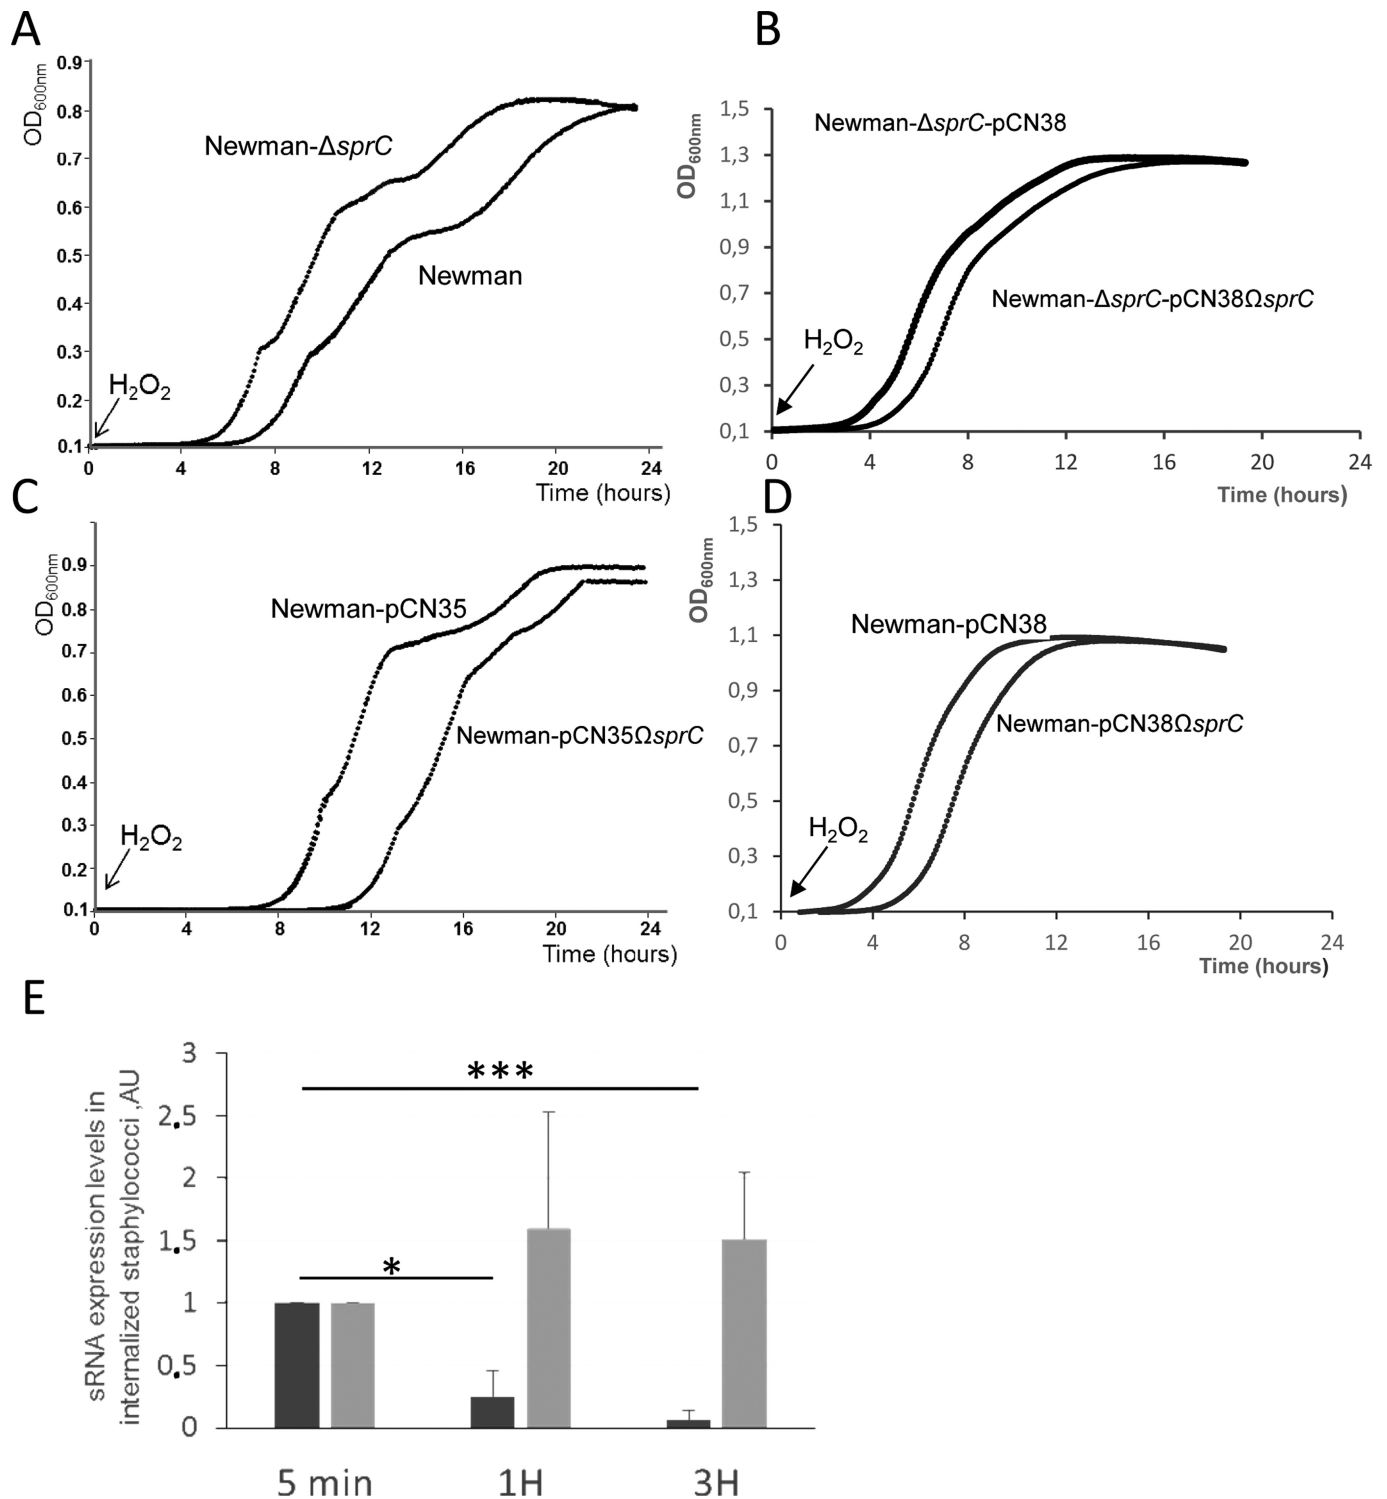 A
OD600nm
0.9
0.8
0.7
0.6
0.5
0.4
0.3
0.2
0.1
Newman-ΔsprC
Newman
H2O2
0 4 8 12 16 20 24
Time (hours)
B
OD600nm
1,5
1,3
1,1
0,9
0,7
0,5
0,3
0,1
Newman-ΔsprC-pCN38
Newman-ΔsprC-pCN38ΩsprC
H2O2
0 4 8 12 16 20 24
Time (hours)
C
OD600nm
0.9
0.8
0.7
0.6
0.5
0.4
0.3
0.2
0.1
Newman-pCN35
Newman-pCN35ΩsprC
H2O2
0 4 8 12 16 20 24
Time (hours)
D
OD600nm
1,5
1,3
1,1
0,9
0,7
0,5
0,3
0,1
Newman-pCN38
Newman-pCN38ΩsprC
H2O2
0 4 8 12 16 20 24
Time (hours)
E
sRNA expression levels in
internalized staphylococci ,AU
3
2.5
2
1.5
1
0.5
0
***
*
5 min 1H 3H